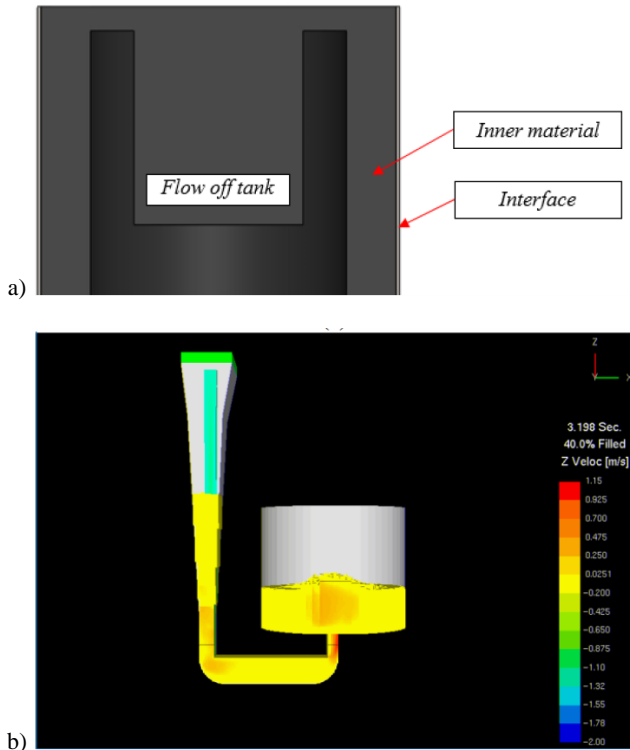 Inner material
Flow off tank
Interface
a)
Z
X
Y
3.198 Sec.
40.0% Filled
Z Veloc [m/s]
1.15
0.925
0.700
0.475
0.250
0.0251
-0.200
-0.425
-0.650
-0.875
-1.10
-1.32
-1.55
-1.78
-2.00
b)